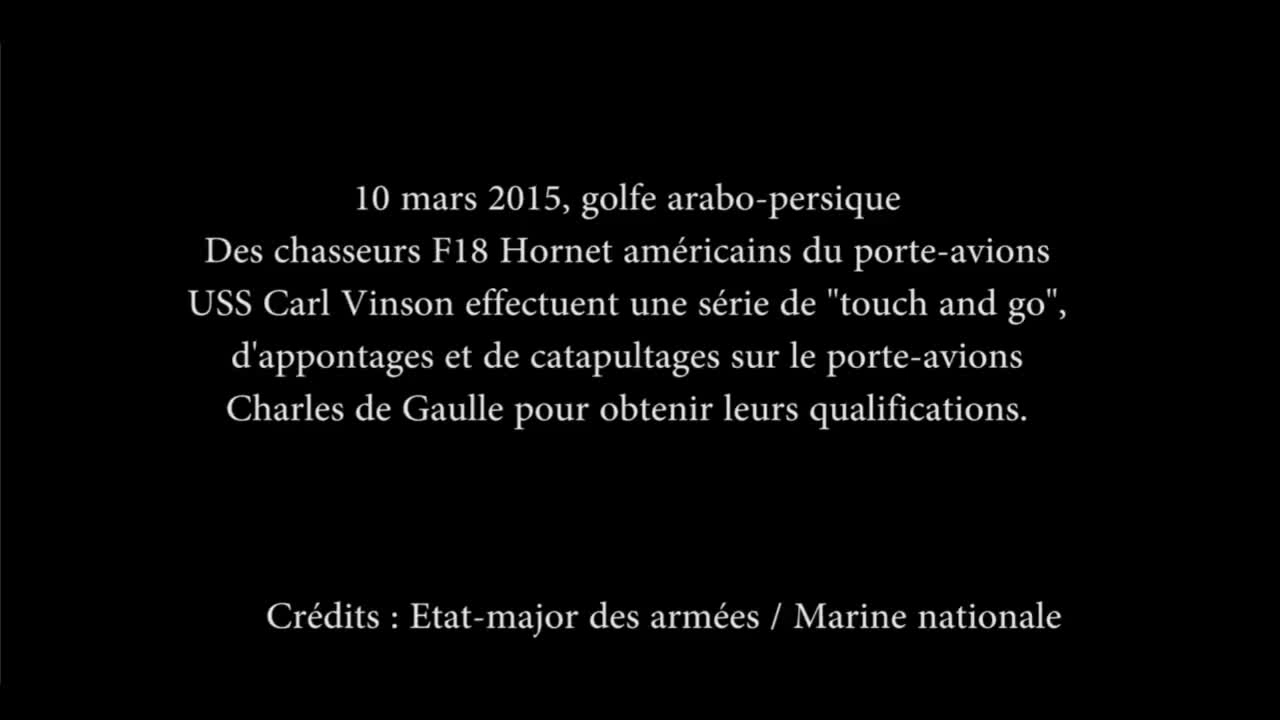 10 mars 2015, golfe arabo-persique
Des chasseurs F18 Hornet américains du porte-avions
USS Carl Vinson effectuent une série de "touch and go",
d'appontages et de catapultages sur le porte-avions
Charles de Gaulle pour obtenir leurs qualifications.
Crédits : Etat-major des armées / Marine nationale